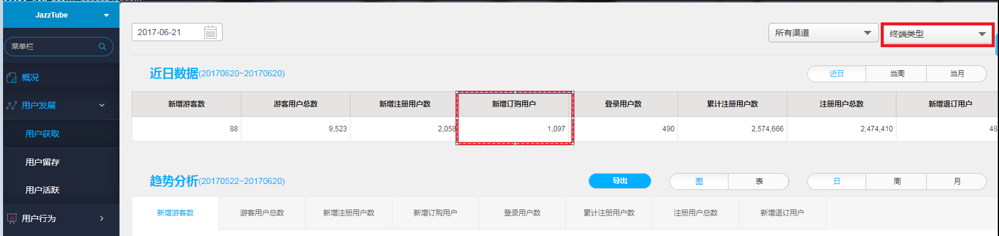 JazzTube
菜单栏
概况
用户发展
用户获取
用户留存
用户活跃
用户行为
2017-06-21
所有渠道
终端类型
近日数据(20170620~20170620)
近日 当周 当月
新增游客数 游客用户总数 新增注册用户数 新增订购用户 登录用户数 累计注册用户数 注册用户总数 新增退订用户
88 9,523 2,058 1,097 490 2,574,666 2,474,410 48
趋势分析(20170522~20170620)
导出 图 表 日 周 月
新增游客数 游客用户总数 新增注册用户数 新增订购用户 登录用户数 累计注册用户数 注册用户总数 新增退订用户